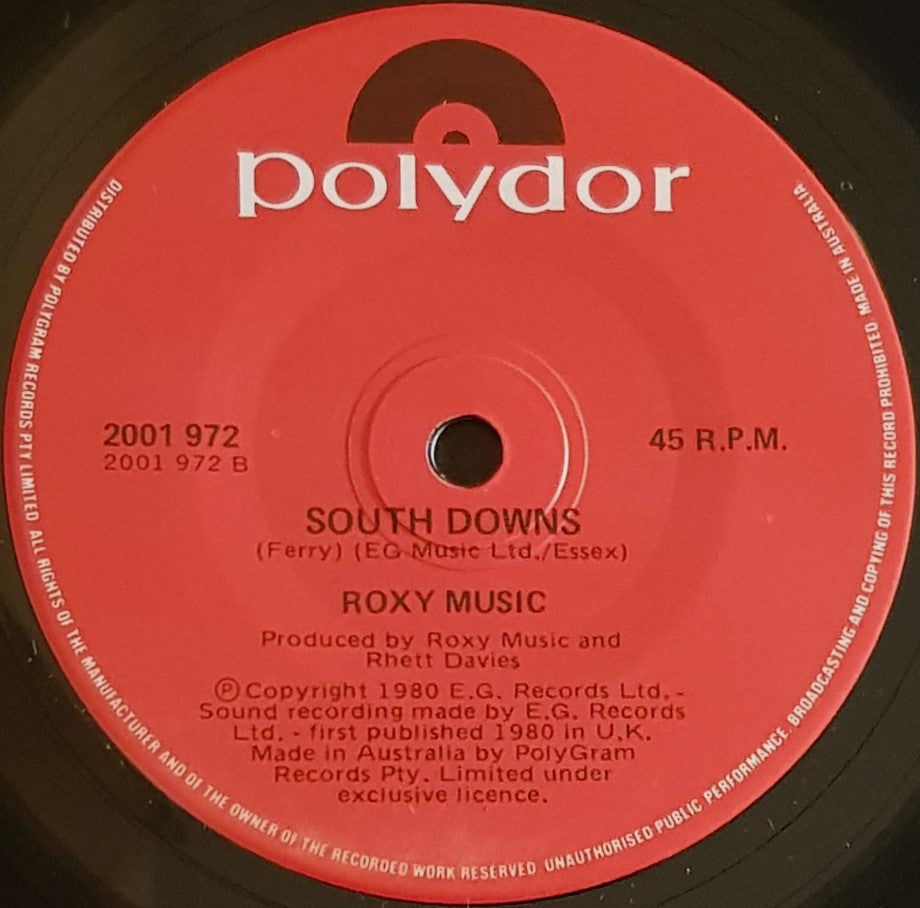 polydor
2001 972
2001 972 B
45 R.P.M.
SOUTH DOWNS
(Ferry) (EG Music Ltd./Essex)
ROXY MUSIC
Produced by Roxy Music and
Rhett Davies
Ⓟ Copyright 1980 E.G. Records Ltd. -
Sound recording made by E.G. Records
Ltd. - first published 1980 in U.K.
Made in Australia by PolyGram
Records Pty. Limited under
exclusive licence.
DISTRIBUTED BY POLYGRAM RECORDS PTY LIMITED. ALL RIGHTS OF THE MANUFACTURER AND OF THE OWNER OF THE RECORDED WORK RESERVED. UNAUTHORISED PUBLIC PERFORMANCE, BROADCASTING AND COPYING OF THIS RECORD PROHIBITED. MADE IN AUSTRALIA